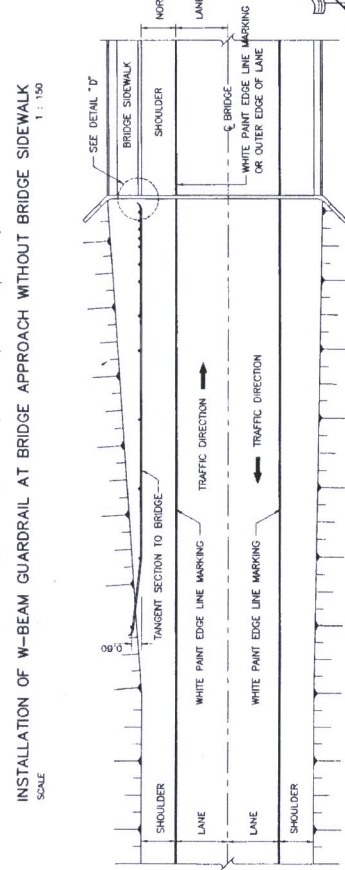 INSTALLATION OF W-BEAM GUARDRAIL AT BRIDGE APPROACH WITHOUT BRIDGE SIDEWALK
SCALE 1 : 150
SEE DETAIL "D"
BRIDGE SIDEWALK
SHOULDER
NOR
LANE
0.60
TANGENT SECTION TO BRIDGE
SHOULDER
WHITE PAINT EDGE LINE MARKING
TRAFFIC DIRECTION
LANE
℄ BRIDGE
WHITE PAINT EDGE LINE MARKING
OR OUTER EDGE OF LANE
LANE
WHITE PAINT EDGE LINE MARKING
TRAFFIC DIRECTION
SHOULDER